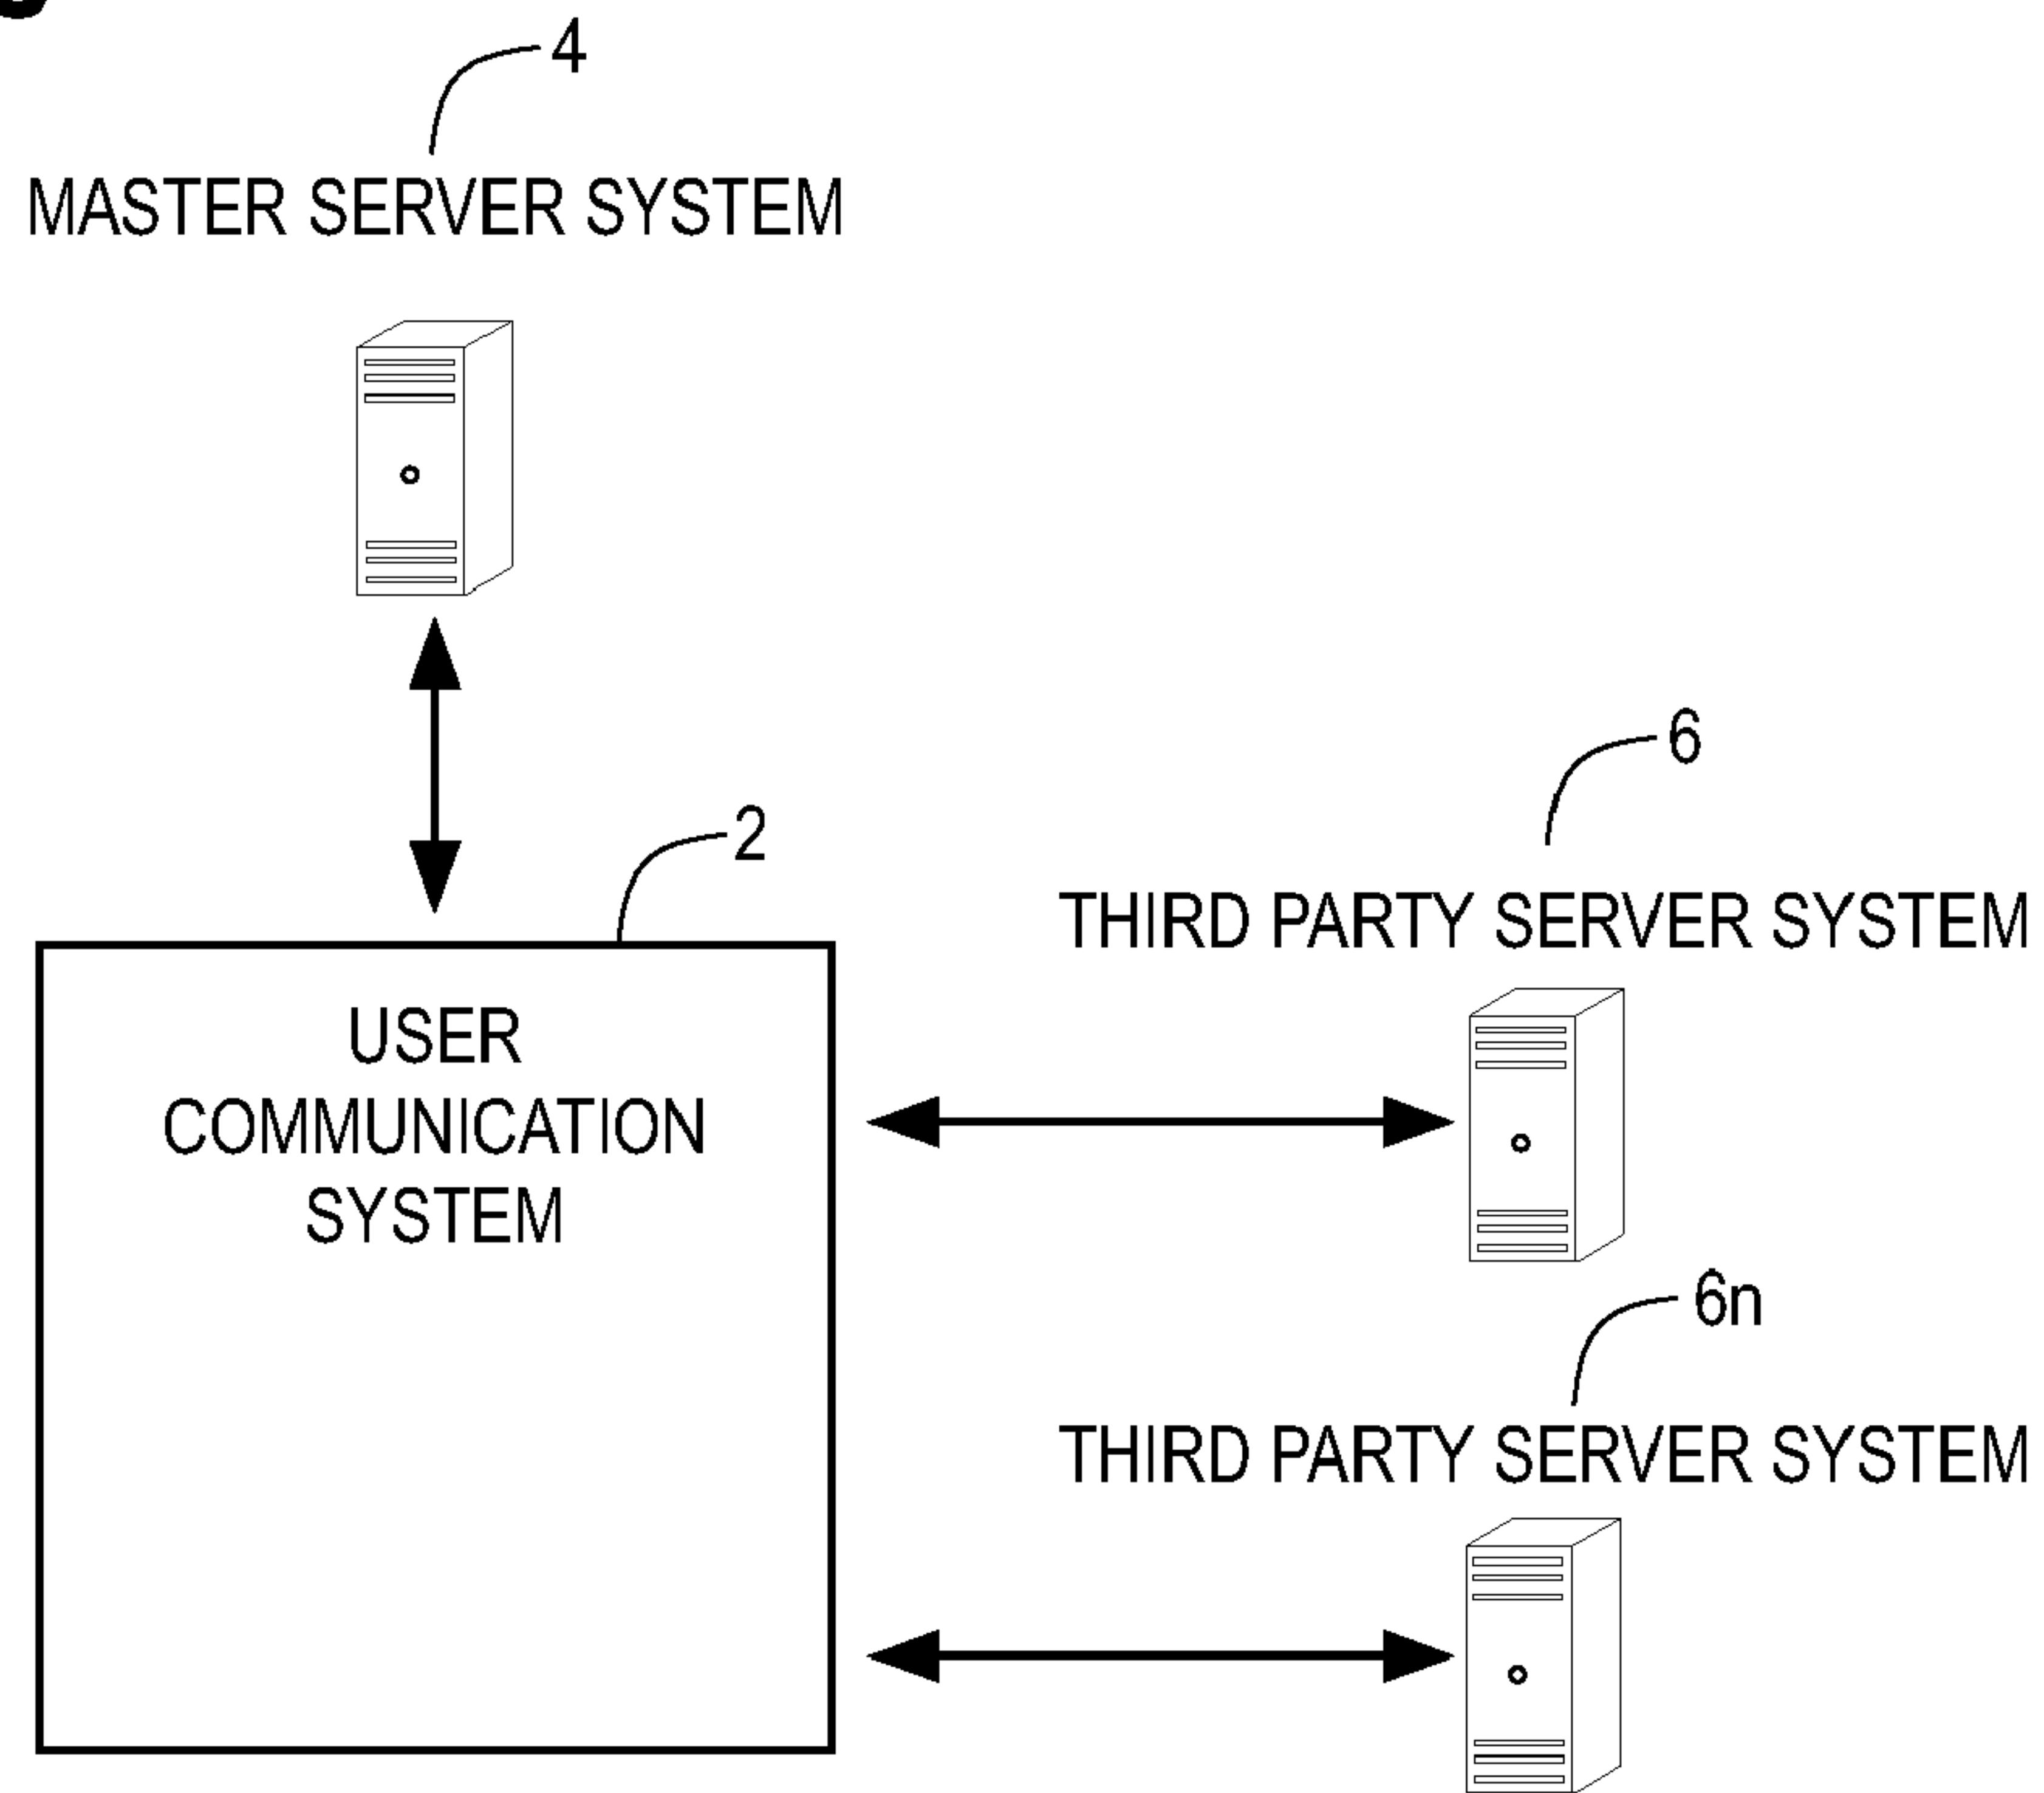 4
MASTER SERVER SYSTEM
2
USER
COMMUNICATION
SYSTEM
6
THIRD PARTY SERVER SYSTEM
6n
THIRD PARTY SERVER SYSTEM